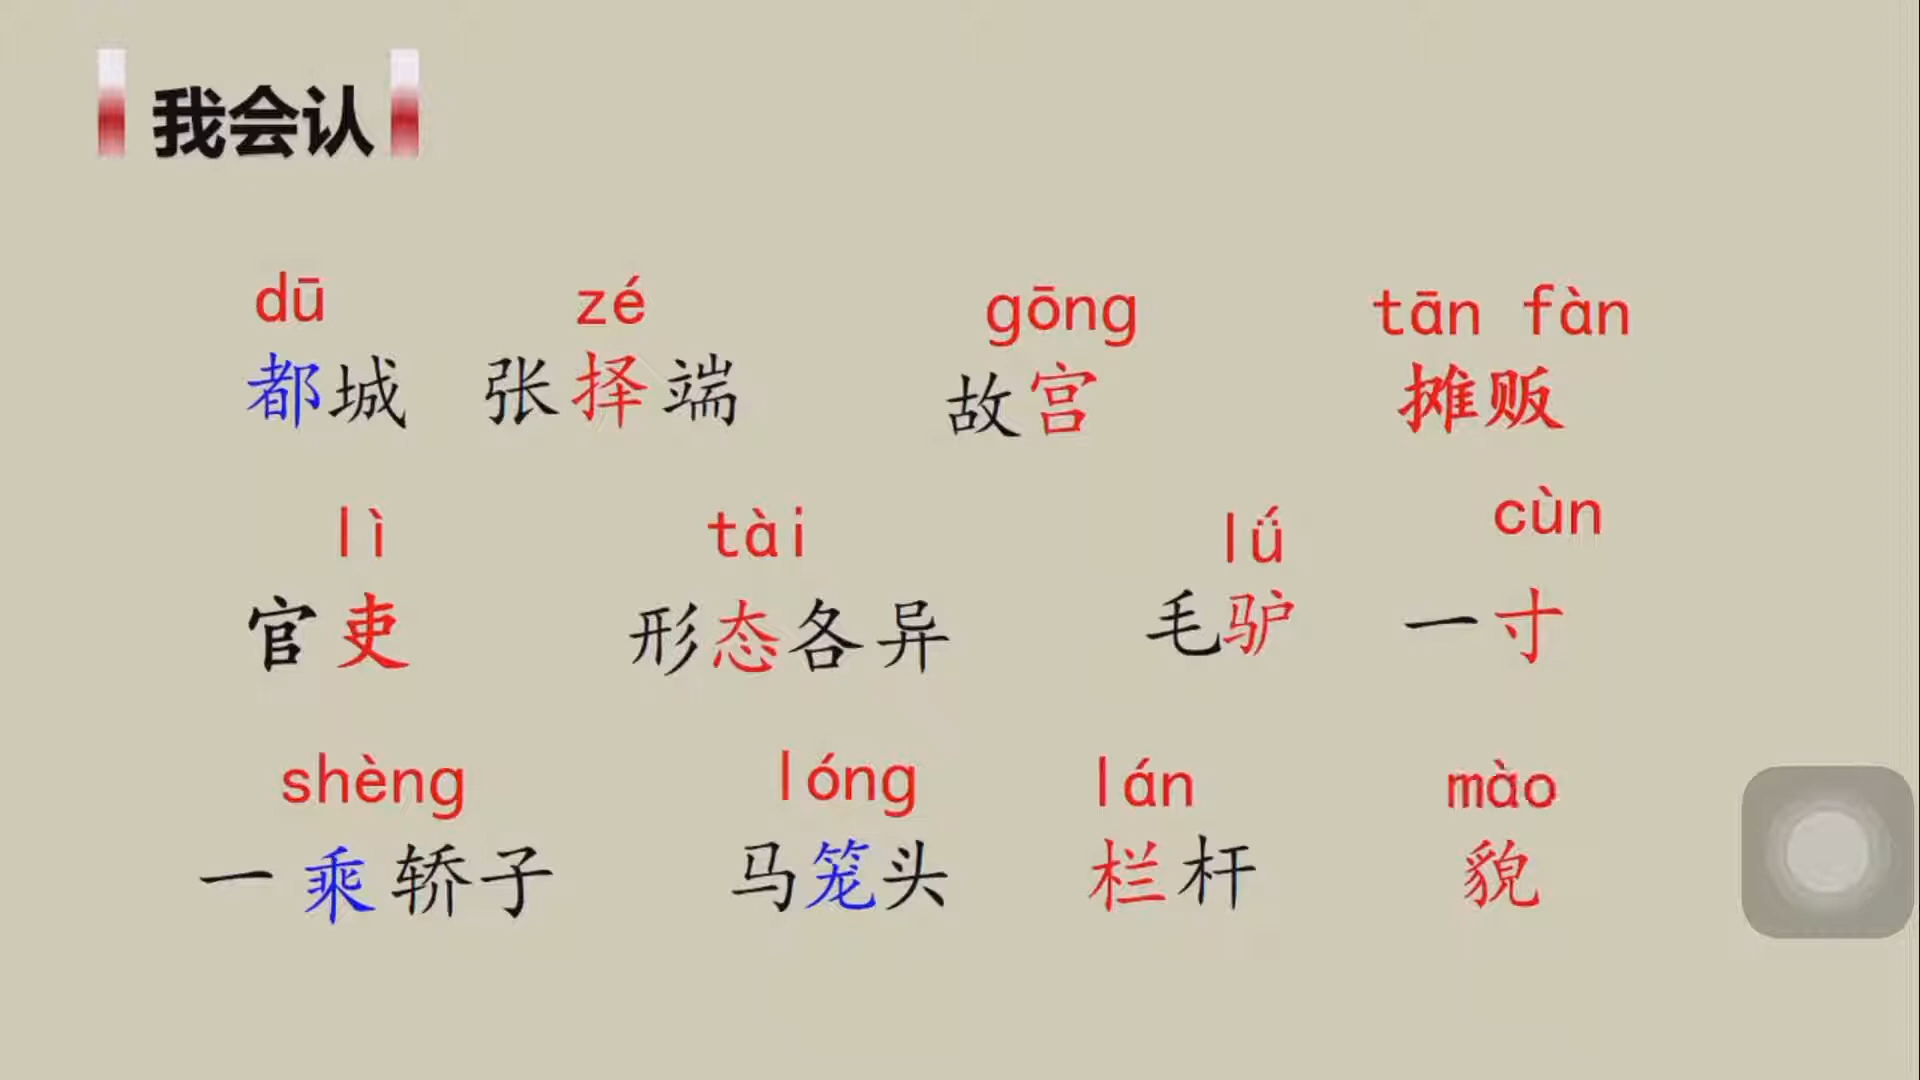 我会认
dū zé gōng tān fàn
都城 张择端 故宫 摊贩
lì tài lǘ cùn
官吏 形态各异 毛驴 一寸
shèng lóng lán mào
一乘轿子 马笼头 栏杆 貌